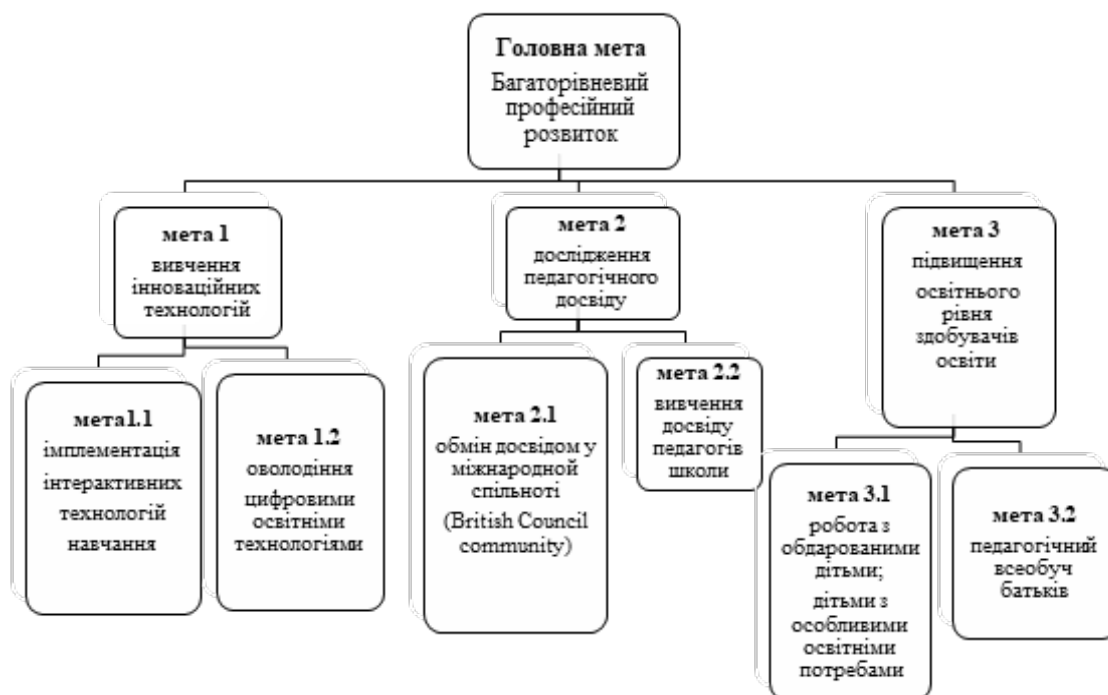 Головна мета
Багаторівневий
професійний
розвиток
мета 1
вивчення
інноваційних
технологій
мета 2
дослідження
педагогічного
досвіду
мета 3
підвищення
освітнього
рівня
здобувачів
освіти
мета1.1
імплементація
інтерактивних
технологій
навчання
мета 1.2
оволодіння
цифровими
освітніми
технологіями
мета 2.1
обмін досвідом у
міжнародной
спільноті
(British Council
community)
мета 2.2
вивчення
досвіду
педагогів
школи
мета 3.1
робота з
обдарованими
дітьми;
дітьми з
особливими
освітніми
потребами
мета 3.2
педагогічний
всеобуч
батьків